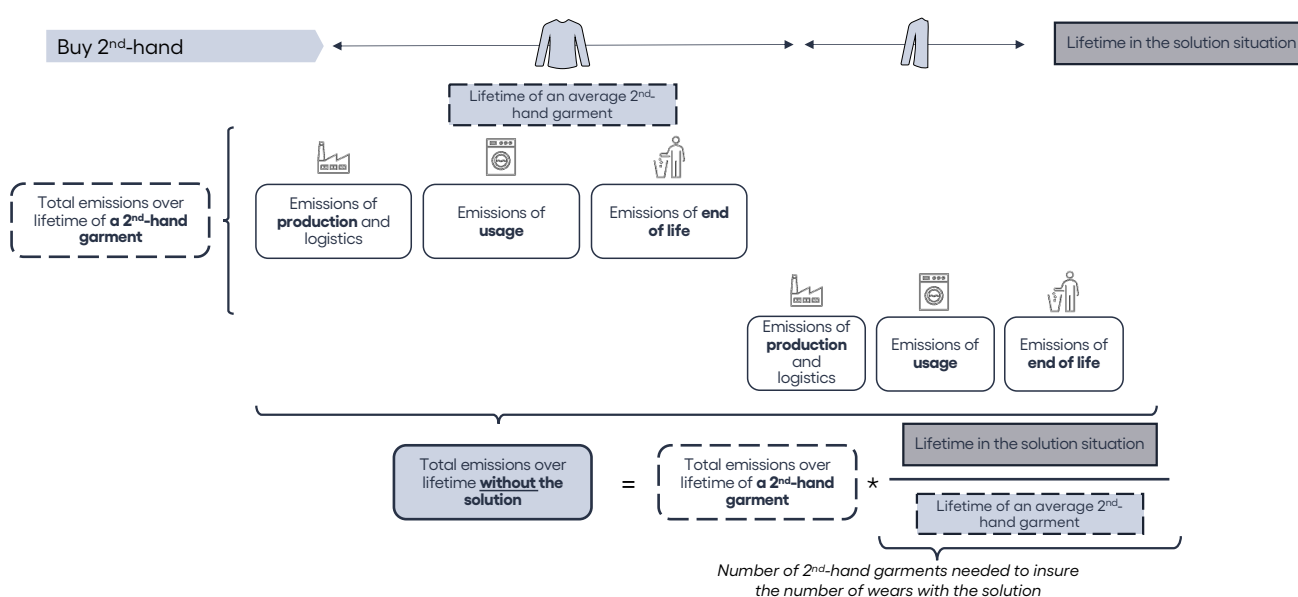 Buy 2nd-hand
Lifetime in the solution situation
Lifetime of an average 2nd-
hand garment
Total emissions over
lifetime of a 2nd-hand
garment
Emissions of
production and
logistics
Emissions of
usage
Emissions of end
of life
Emissions of
production
and
logistics
Emissions of
usage
Emissions of
end of life
Total emissions over
lifetime without the
solution
=
Total emissions over
lifetime of a 2nd-hand
garment
*
Lifetime in the solution situation
Lifetime of an average 2nd-
hand garment
Number of 2nd-hand garments needed to insure
the number of wears with the solution